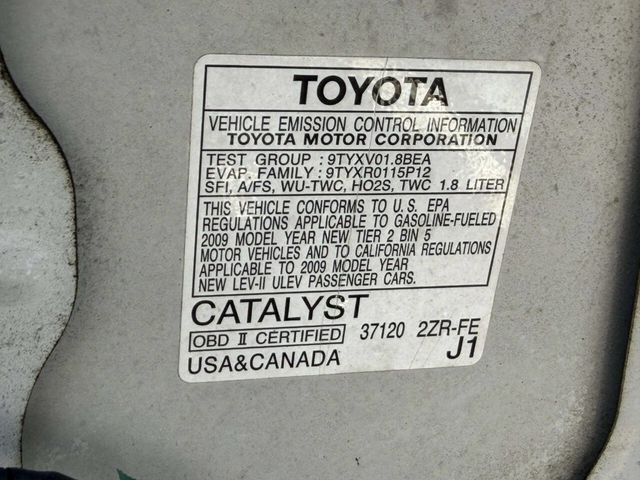 TOYOTA
VEHICLE EMISSION CONTROL INFORMATION
TOYOTA MOTOR CORPORATION
TEST GROUP : 9TYXV01.8BEA
EVAP. FAMILY : 9TYXR0115P12
SFI, A/FS, WU-TWC, HO2S, TWC 1.8 LITER
THIS VEHICLE CONFORMS TO U.S. EPA
REGULATIONS APPLICABLE TO GASOLINE-FUELED
2009 MODEL YEAR NEW TIER 2 BIN 5
MOTOR VEHICLES AND TO CALIFORNIA REGULATIONS
APPLICABLE TO 2009 MODEL YEAR
NEW LEV-II ULEV PASSENGER CARS.
CATALYST
OBD II CERTIFIED 37120 2ZR-FE
USA&CANADA J1